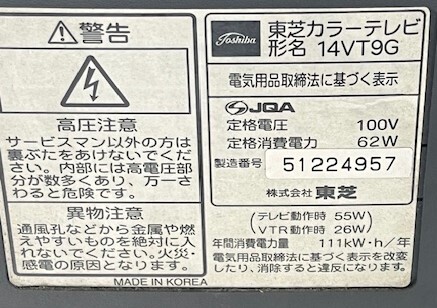 ⚠警告
高圧注意
サービスマン以外の方は
裏ぶたをあけないでくださ
い。内部には高電圧部
分が数多くあり、万一さ
わると危険です。
異物注意
通風孔などから金属や燃
えやすいものを絶対に入
れないでください。火災・
感電の原因となります。
MADE IN KOREA
Toshiba 東芝カラーテレビ
形名 14VT9G
電気用品取締法に基づく表示
JQA
定格電圧 100V
定格消費電力 62W
製造番号 51224957
株式会社 東芝
(テレビ動作時 55W)
(VTR動作時 26W)
年間消費電力量 111kW・h/年
電気用品取締法に基づく表示を改変
したり、消除すると違反になります。